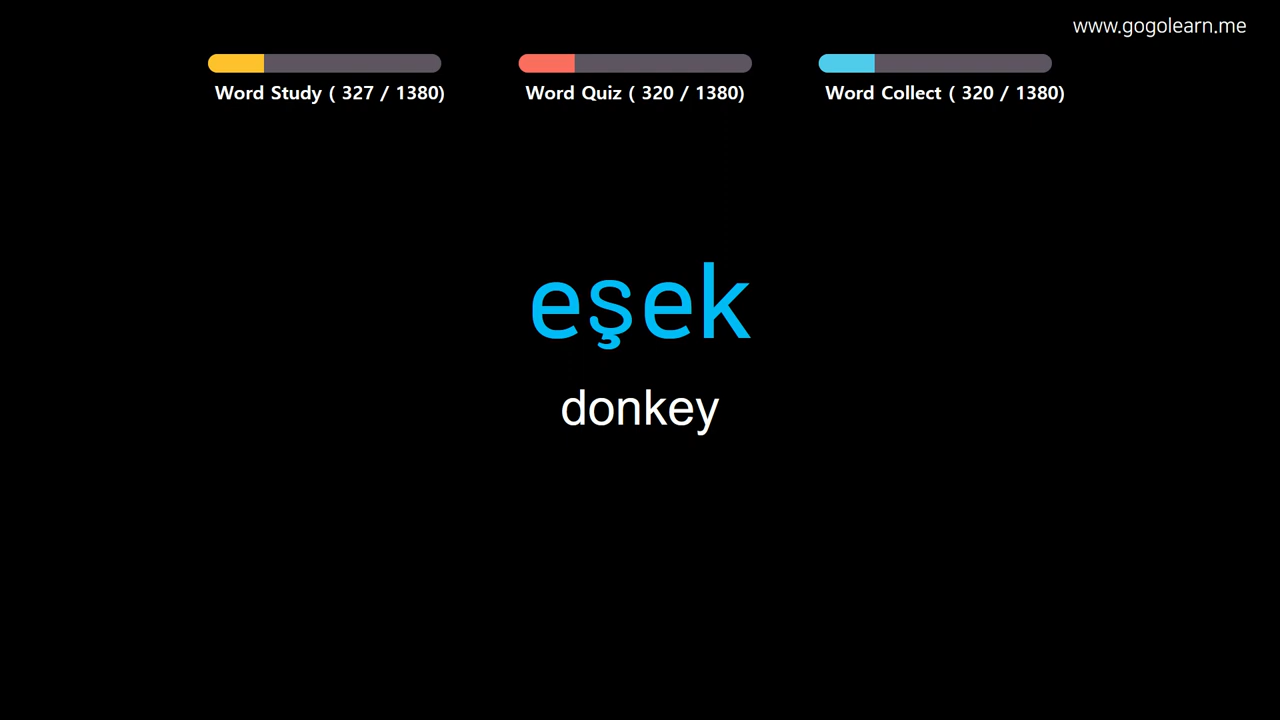 www.gogolearn.me
Word Study ( 327 / 1380)
Word Quiz ( 320 / 1380)
Word Collect ( 320 / 1380)
eşek
donkey